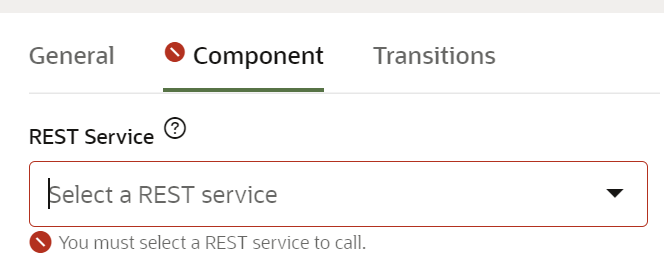 General Component Transitions
REST Service ?
Select a REST service
You must select a REST service to call.